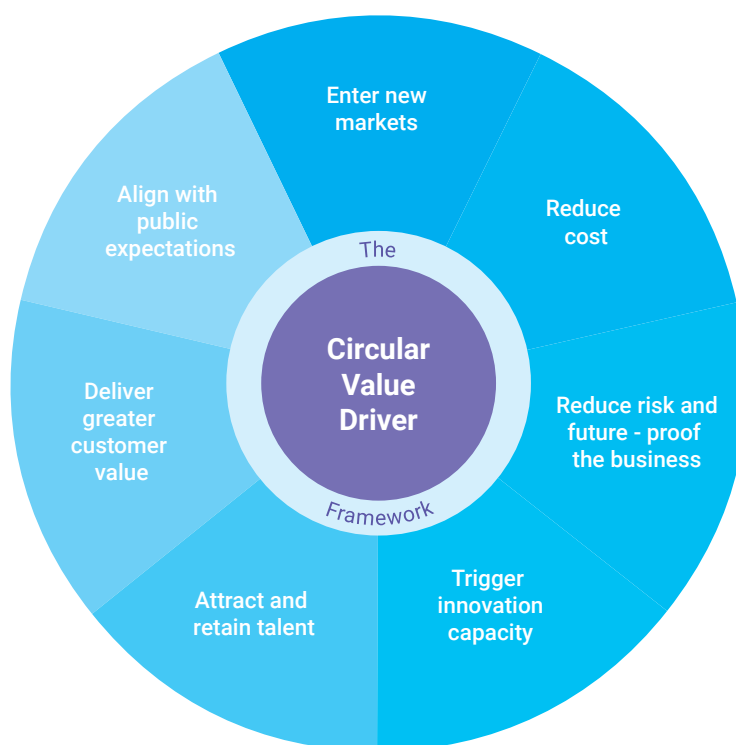 Enter new
markets
Reduce
cost
Reduce risk and
future - proof
the business
Trigger
innovation
capacity
Attract and
retain talent
Deliver
greater
customer
value
Align with
public
expectations
The
Circular
Value
Driver
Framework